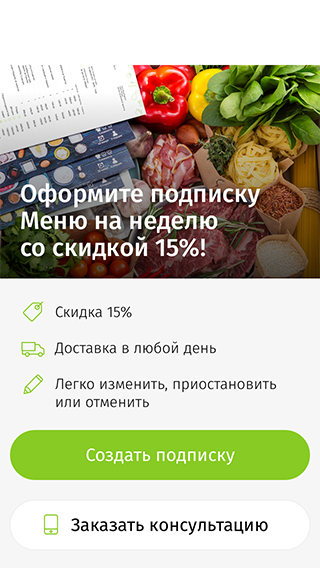 Оформите подписку
Меню на неделю
со скидкой 15%!
Скидка 15%
Доставка в любой день
Легко изменить, приостановить
или отменить
Создать подписку
Заказать консультацию